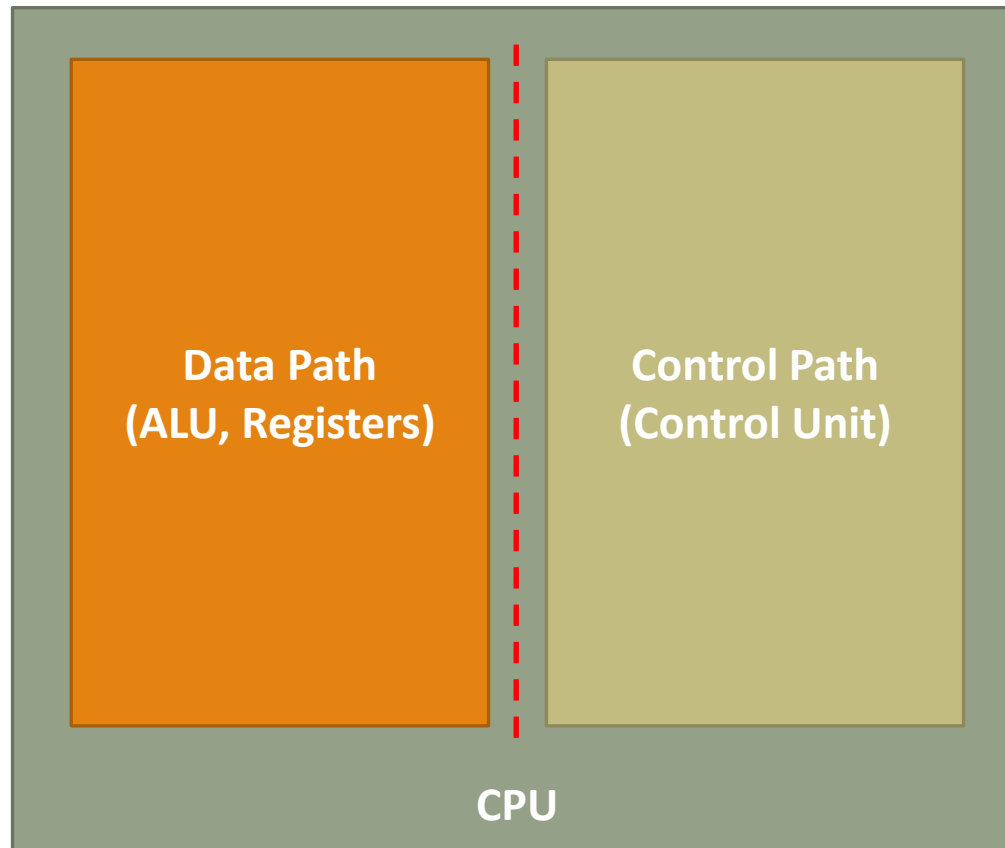 Data Path
(ALU, Registers)
Control Path
(Control Unit)
CPU